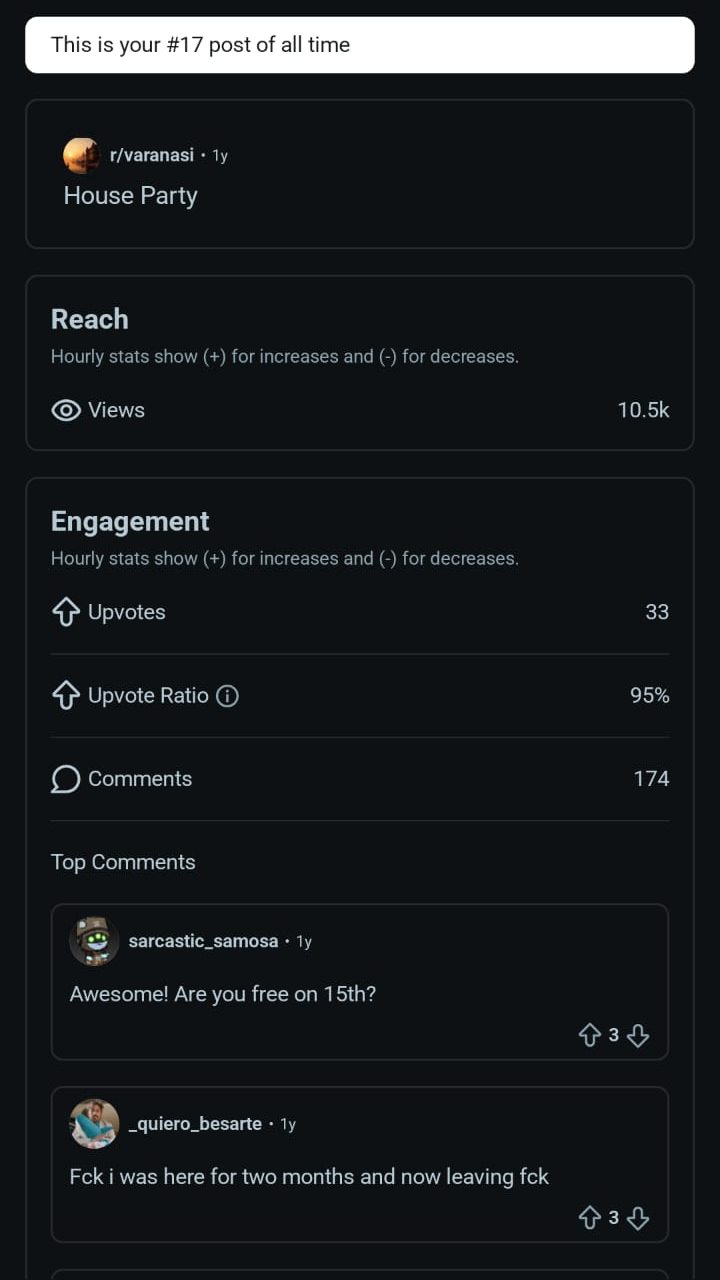 This is your #17 post of all time
r/varanasi • 1y
House Party
Reach
Hourly stats show (+) for increases and (-) for decreases.
Views 10.5k
Engagement
Hourly stats show (+) for increases and (-) for decreases.
Upvotes 33
Upvote Ratio 95%
Comments 174
Top Comments
sarcastic_samosa • 1y
Awesome! Are you free on 15th?
3
_quiero_besarte • 1y
Fck i was here for two months and now leaving fck
3